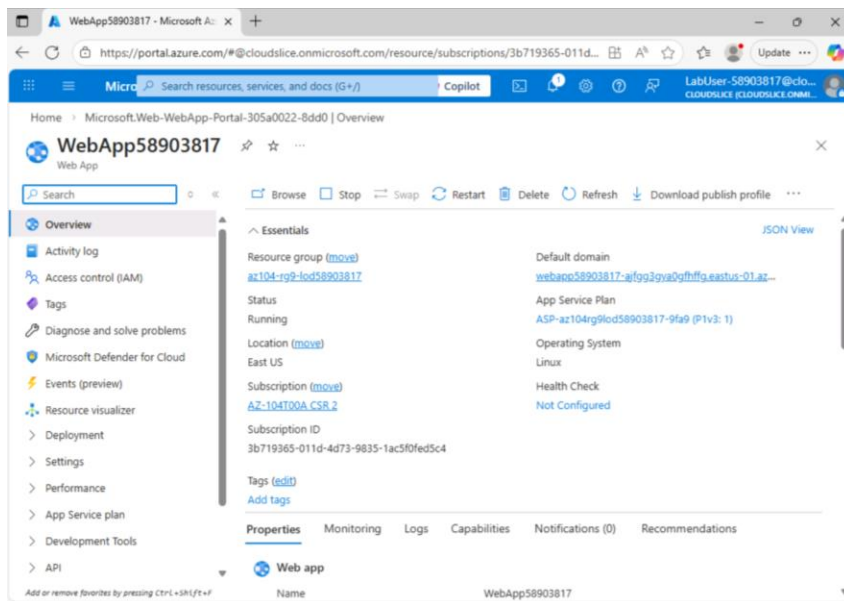 WebApp58903817 - Microsoft Az
https://portal.azure.com/#@cloudslice.onmicrosoft.com/resource/subscriptions/3b719365-011d...
Update
Micro
Search resources, services, and docs (G+/)
Copilot
LabUser-58903817@clo...
CLOUDSLICE (CLOUDSLICE.ONMI...
Home > Microsoft.Web-WebApp-Portal-305a0022-8dd0 | Overview
WebApp58903817
Web App
Search
Browse Stop Swap Restart Delete Refresh Download publish profile
Overview
Activity log
Access control (IAM)
Tags
Diagnose and solve problems
Microsoft Defender for Cloud
Events (preview)
Resource visualizer
Deployment
Settings
Performance
App Service plan
Development Tools
API
Add or remove favorites by pressing Ctrl+Shift+F
Essentials
JSON View
Resource group (move)
az104-rg9-lod58903817
Status
Running
Location (move)
East US
Subscription (move)
AZ-104T00A CSR 2
Subscription ID
3b719365-011d-4d73-9835-1ac5f0fed5c4
Tags (edit)
Add tags
Default domain
webapp58903817-ajfgg3gya0gfhffg.eastus-01.az...
App Service Plan
ASP-az104rg9lod58903817-9fa9 (P1v3: 1)
Operating System
Linux
Health Check
Not Configured
Properties Monitoring Logs Capabilities Notifications (0) Recommendations
Web app
Name WebApp58903817